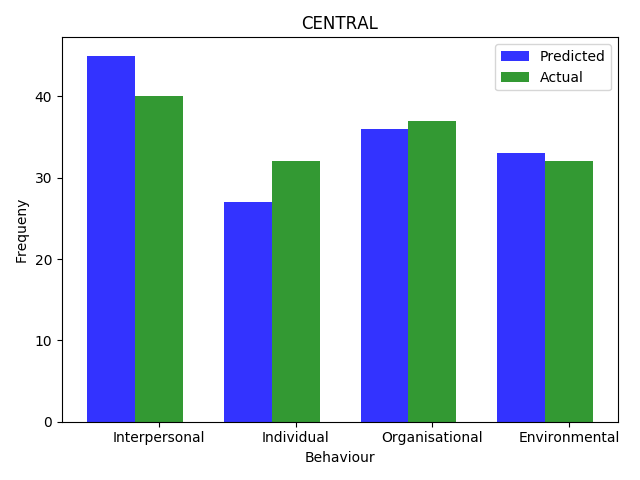 CENTRAL
Predicted
Actual
Frequeny
40
30
20
10
0
Interpersonal Individual Organisational Environmental
Behaviour